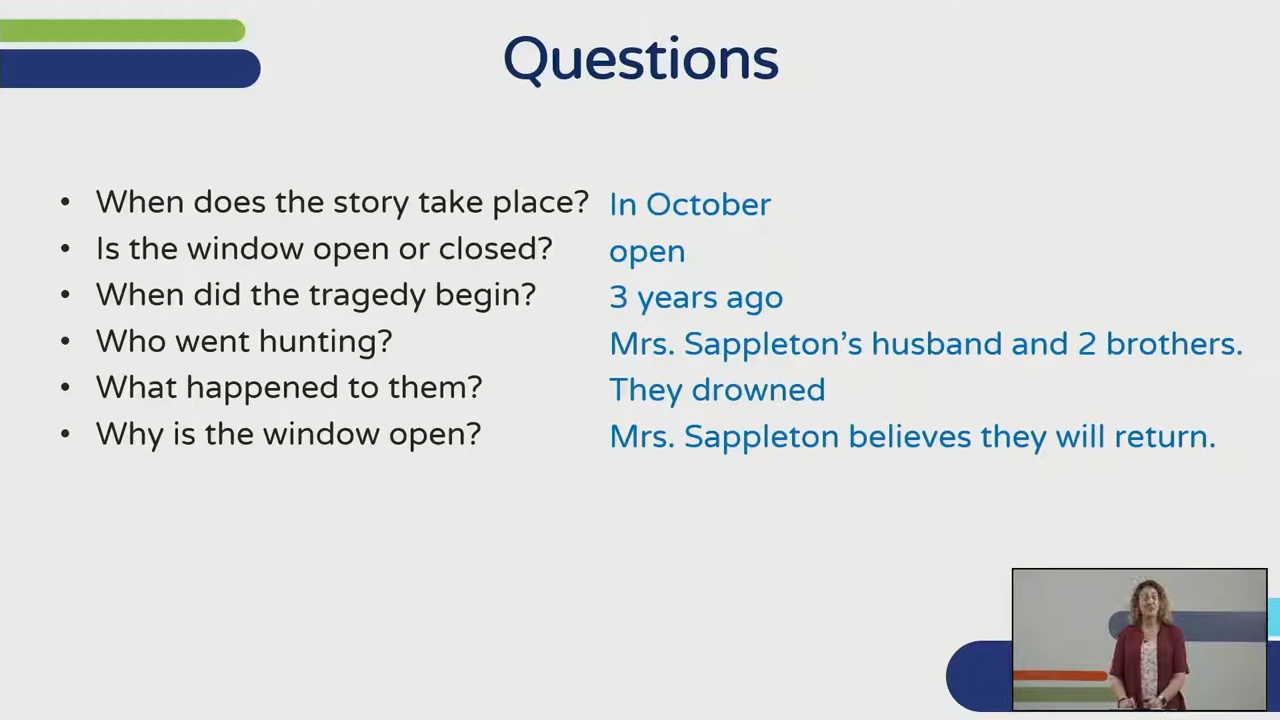 Questions
• When does the story take place? In October
• Is the window open or closed? open
• When did the tragedy begin? 3 years ago
• Who went hunting? Mrs. Sappleton’s husband and 2 brothers.
• What happened to them? They drowned
• Why is the window open? Mrs. Sappleton believes they will return.